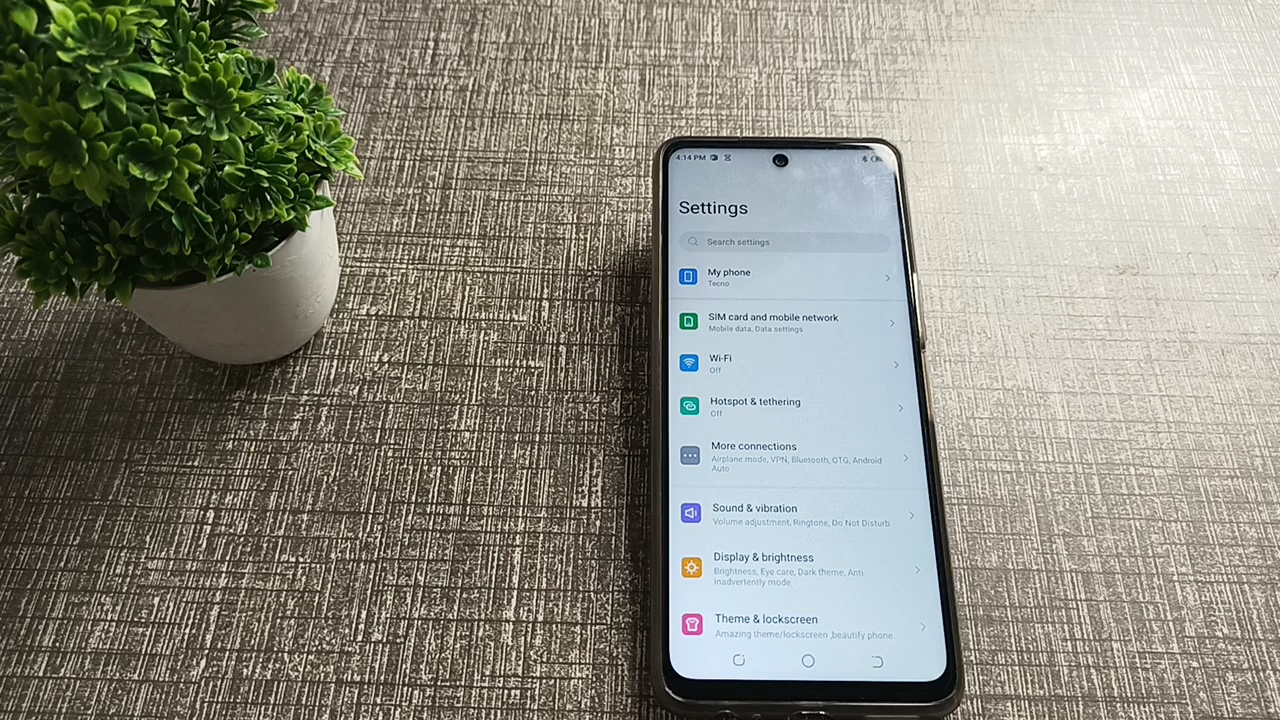 4:14 PM
Settings
Search settings
My phone
Tecno
SIM card and mobile network
Mobile data, Data settings
Wi-Fi
Off
Hotspot & tethering
Off
More connections
Airplane mode, VPN, Bluetooth, OTG, Android
Auto
Sound & vibration
Volume adjustment, Ringtone, Do Not Disturb
Display & brightness
Brightness, Eye care, Dark theme, Anti
inadvertently mode
Theme & lockscreen
Amazing theme/lockscreen ,beautify phone.